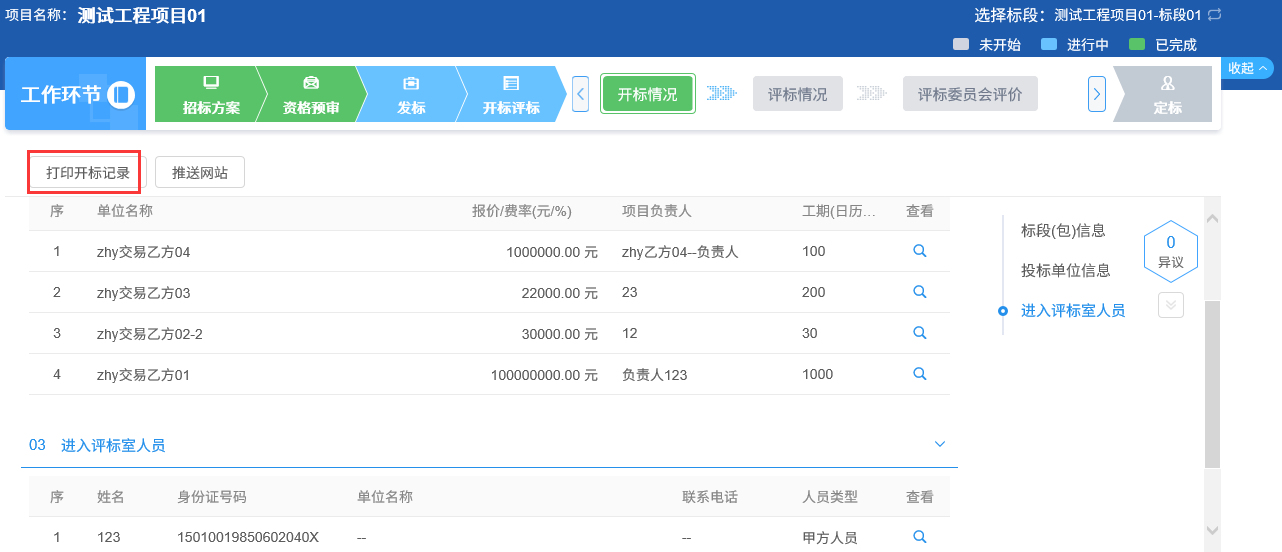 项目名称： 测试工程项目01
选择标段：测试工程项目01-标段01
未开始 进行中 已完成
收起
工作环节
招标方案 资格预审 发标 开标评标 开标情况 评标情况 评标委员会评价 定标
打印开标记录 推送网站
序 单位名称 报价/费率(元/%) 项目负责人 工期(日历... 查看
1 zhy交易乙方04 1000000.00 元 zhy乙方04--负责人 100
2 zhy交易乙方03 22000.00 元 23 200
3 zhy交易乙方02-2 30000.00 元 12 30
4 zhy交易乙方01 100000000.00 元 负责人123 1000
标段(包)信息
投标单位信息
进入评标室人员
0
异议
03 进入评标室人员
序 姓名 身份证号码 单位名称 联系电话 人员类型 查看
1 123 15010019850602040X -- -- 甲方人员